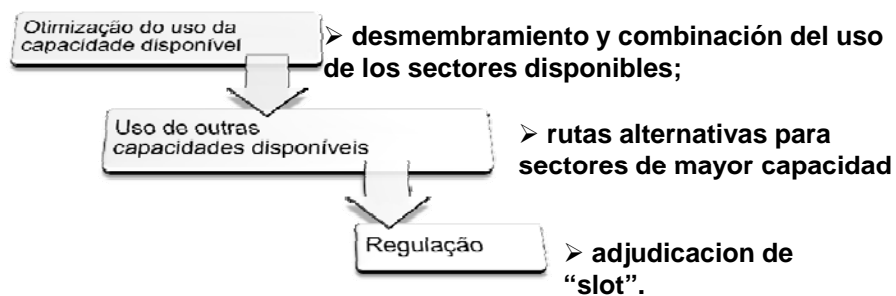 Otimização do uso da
capacidade disponível
➢ desmembramiento y combinación del uso
de los sectores disponibles;
Uso de outras
capacidades disponíveis
➢ rutas alternativas para
sectores de mayor capacidad
Regulação
➢ adjudicacion de
“slot”.